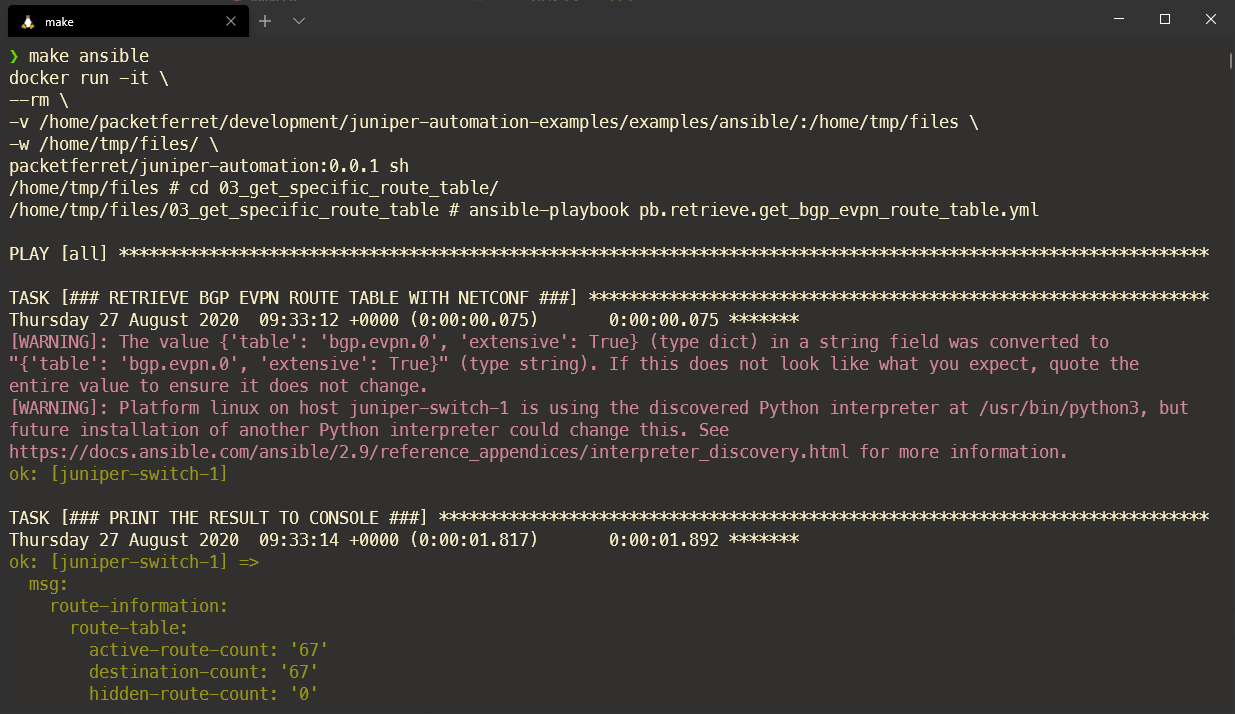 make
❯ make ansible
docker run -it \
--rm \
-v /home/packetferret/development/juniper-automation-examples/examples/ansible/:/home/tmp/files \
-w /home/tmp/files/ \
packetferret/juniper-automation:0.0.1 sh
/home/tmp/files # cd 03_get_specific_route_table/
/home/tmp/files/03_get_specific_route_table # ansible-playbook pb.retrieve.get_bgp_evpn_route_table.yml
PLAY [all] *************************************************************************************************************
TASK [### RETRIEVE BGP EVPN ROUTE TABLE WITH NETCONF ###] **************************************************************
Thursday 27 August 2020  09:33:12 +0000 (0:00:00.075)       0:00:00.075 *******
[WARNING]: The value {'table': 'bgp.evpn.0', 'extensive': True} (type dict) in a string field was converted to
"{'table': 'bgp.evpn.0', 'extensive': True}" (type string). If this does not look like what you expect, quote the
entire value to ensure it does not change.
[WARNING]: Platform linux on host juniper-switch-1 is using the discovered Python interpreter at /usr/bin/python3, but
future installation of another Python interpreter could change this. See
https://docs.ansible.com/ansible/2.9/reference_appendices/interpreter_discovery.html for more information.
ok: [juniper-switch-1]
TASK [### PRINT THE RESULT TO CONSOLE ###] *****************************************************************************
Thursday 27 August 2020  09:33:14 +0000 (0:00:01.817)       0:00:01.892 *******
ok: [juniper-switch-1] =>
  msg:
    route-information:
      route-table:
        active-route-count: '67'
        destination-count: '67'
        hidden-route-count: '0'